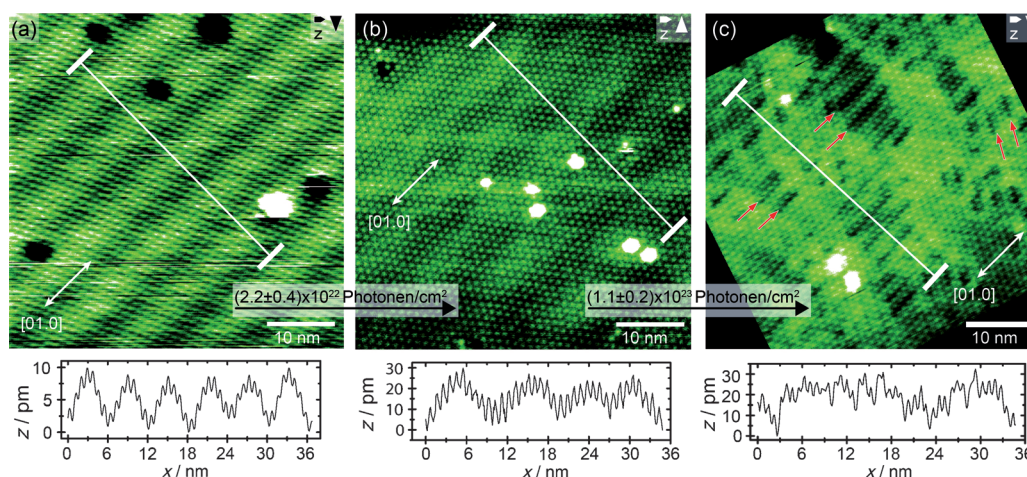 (a)
z
[01.0]
10 nm
(b)
z
[01.0]
(2.2±0.4)x10²² Photonen/cm²
10 nm
(c)
z
[01.0]
(1.1±0.2)x10²³ Photonen/cm²
10 nm
z / pm
10
5
0
0 6 12 18 24 30 36
x / nm
z / pm
30
20
10
0
0 6 12 18 24 30 36
x / nm
z / pm
30
20
10
0
0 6 12 18 24 30 36
x / nm